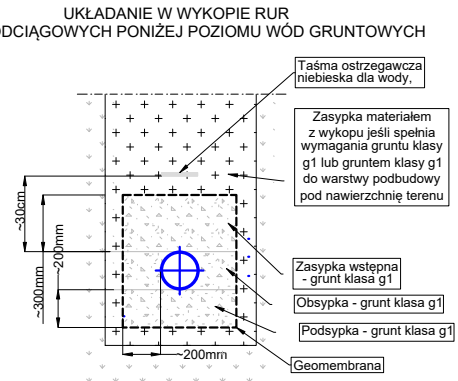 UKŁADANIE W WYKOPIE RUR
ODCIĄGOWYCH PONIŻEJ POZIOMU WÓD GRUNTOWYCH
Taśma ostrzegawcza
niebieska dla wody,
Zasypka materiałem
z wykopu jeśli spełnia
wymagania gruntu klasy
g1 lub gruntem klasy g1
do warstwy podbudowy
pod nawierzchnię terenu
~30cm
~200mm
~300mm
Zasypka wstępna
- grunt klasa g1
Obsypka - grunt klasa g1
Podsypka - grunt klasa g1
~200mm
Geomembrana